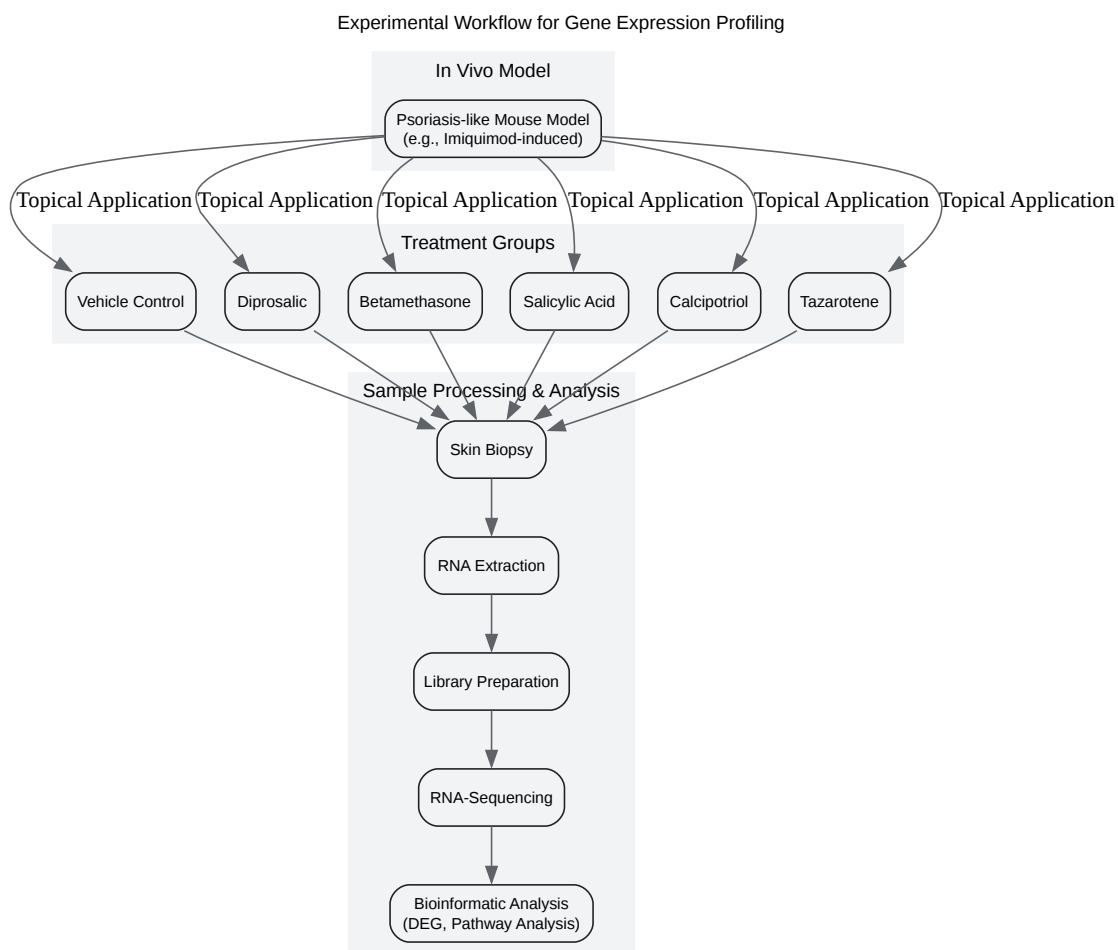 Experimental Workflow for Gene Expression Profiling
In Vivo Model
Psoriasis-like Mouse Model
(e.g., Imiquimod-induced)
Topical Application
Topical Application
Topical Application
Topical Application
Topical Application
Topical Application
Treatment Groups
Vehicle Control
Diprosalic
Betamethasone
Salicylic Acid
Calcipotriol
Tazarotene
Sample Processing & Analysis
Skin Biopsy
RNA Extraction
Library Preparation
RNA-Sequencing
Bioinformatic Analysis
(DEG, Pathway Analysis)